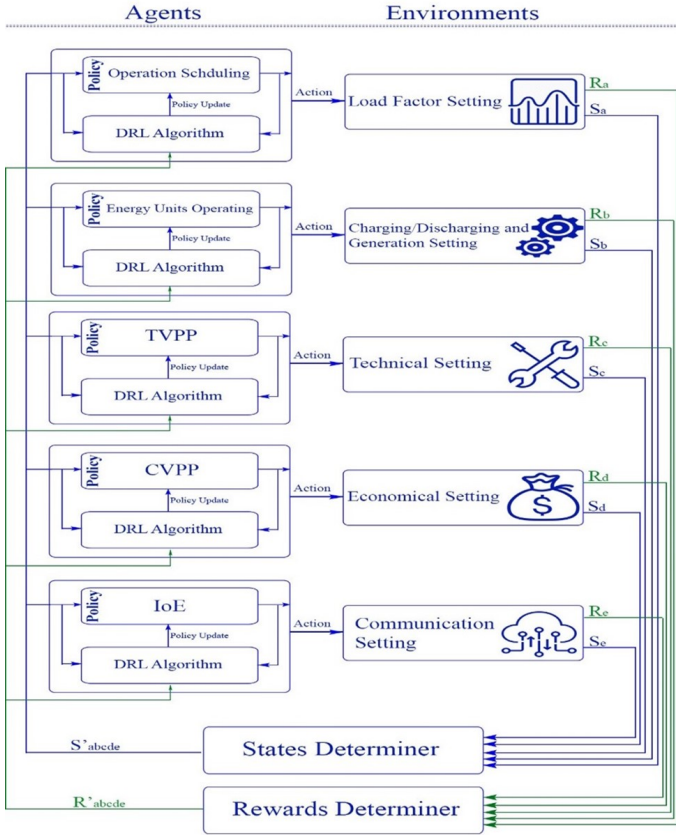 Agents Environments
Policy
Operation Schduling
Policy Update
DRL Algorithm
Action
Load Factor Setting
Ra
Sa
Policy
Energy Units Operating
Policy Update
DRL Algorithm
Action
Charging/Discharging and
Generation Setting
Rb
Sb
Policy
TVPP
Policy Update
DRL Algorithm
Action
Technical Setting
Rc
Sc
Policy
CVPP
Policy Update
DRL Algorithm
Action
Economical Setting
$
Rd
Sd
Policy
IoE
Policy Update
DRL Algorithm
Action
Communication
Setting
Re
Se
S'abcde
States Determiner
R'abcde
Rewards Determiner